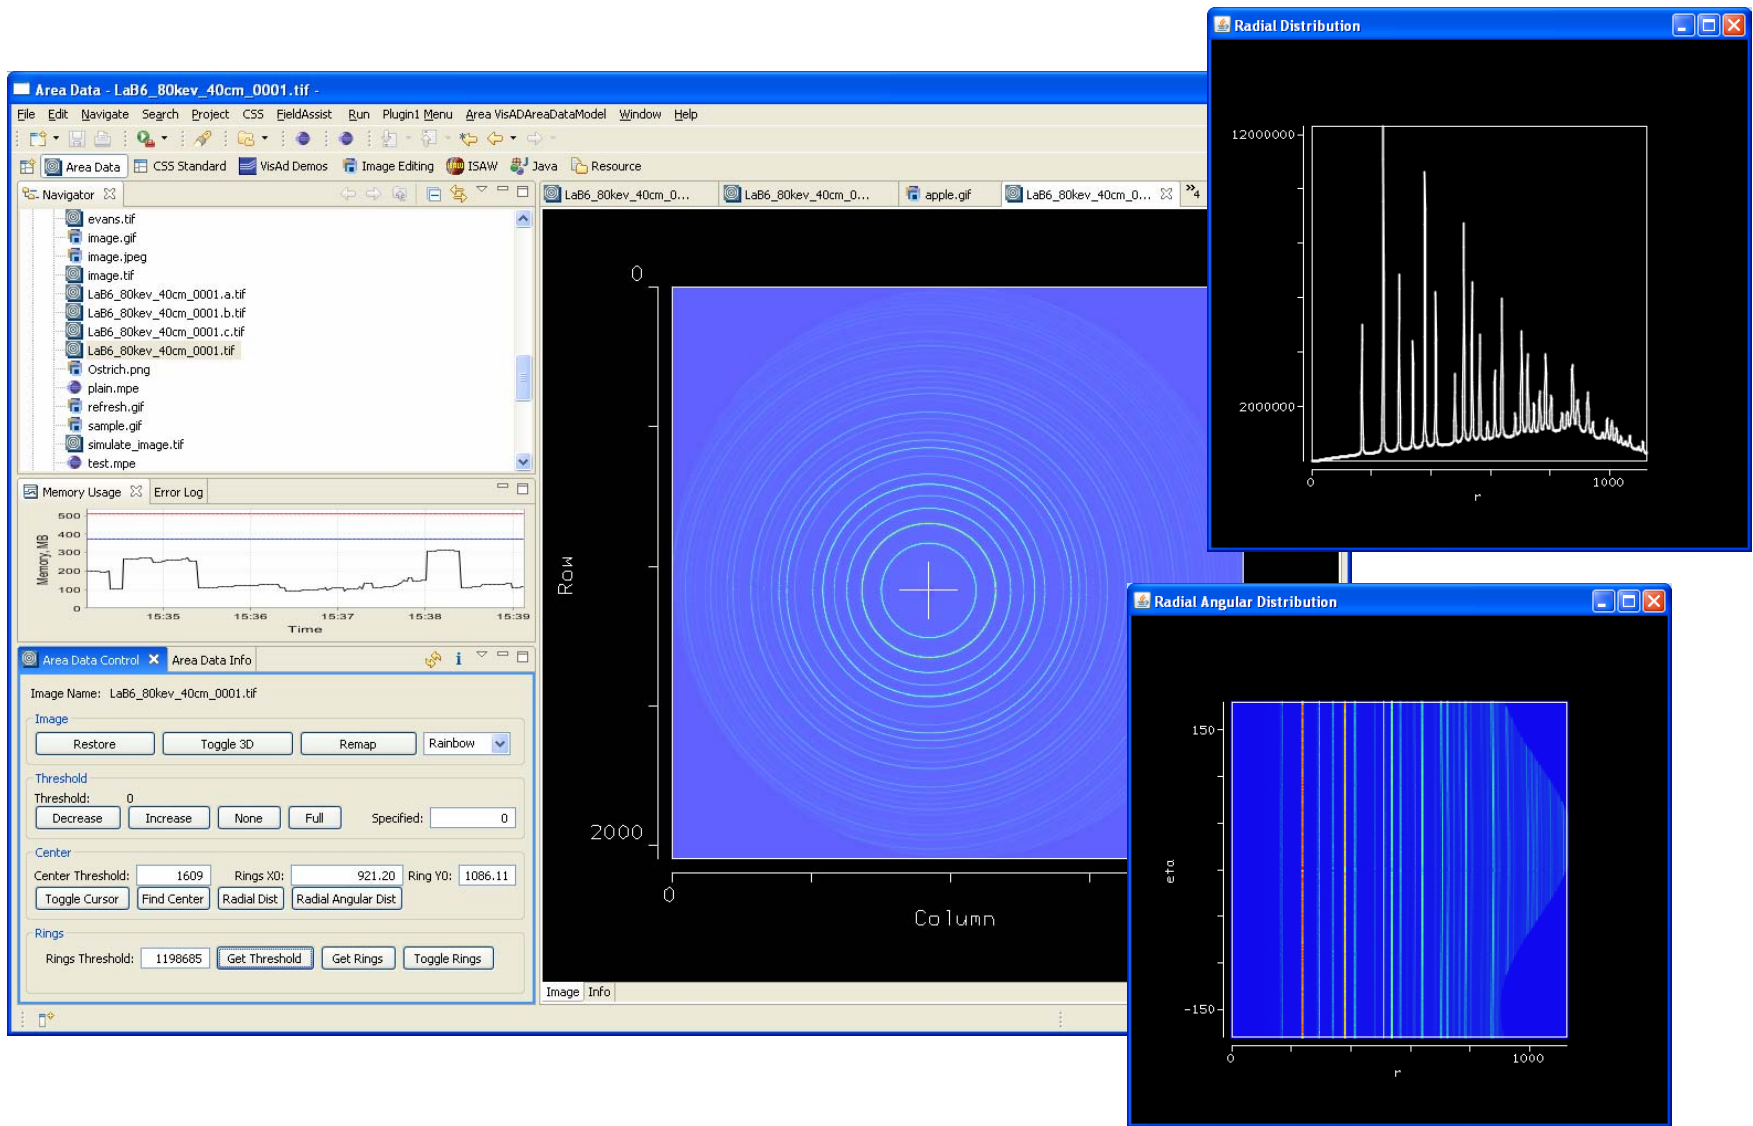 Radial Distribution
12000000
2000000
0
1000
r
Area Data - LaB6_80kev_40cm_0001.tif -
File Edit Navigate Search Project CSS FieldAssist Run Plugin1 Menu Area VisADAreaDataModel Window Help
Area Data CSS Standard VisAd Demos Image Editing ISAW Java Resource
Navigator
evans.tif
image.gif
image.jpeg
image.tif
LaB6_80kev_40cm_0001.a.tif
LaB6_80kev_40cm_0001.b.tif
LaB6_80kev_40cm_0001.c.tif
LaB6_80kev_40cm_0001.tif
Ostrich.png
plain.mpe
refresh.gif
sample.gif
simulate_image.tif
test.mpe
LaB6_80kev_40cm_0... LaB6_80kev_40cm_0... apple.gif LaB6_80kev_40cm_0... 4
0
Row
2000
0
Column
Image Info
Memory Usage Error Log
500
400
300
200
100
0
Memory, MB
15:35 15:36 15:37 15:38 15:39
Time
Area Data Control Area Data Info
Image Name: LaB6_80kev_40cm_0001.tif
Image
Restore Toggle 3D Remap Rainbow
Threshold
Threshold: 0
Decrease Increase None Full Specified: 0
Center
Center Threshold: 1609 Rings X0: 921.20 Ring Y0: 1086.11
Toggle Cursor Find Center Radial Dist Radial Angular Dist
Rings
Rings Threshold: 1198685 Get Threshold Get Rings Toggle Rings
Radial Angular Distribution
150
eta
-150
0
1000
r